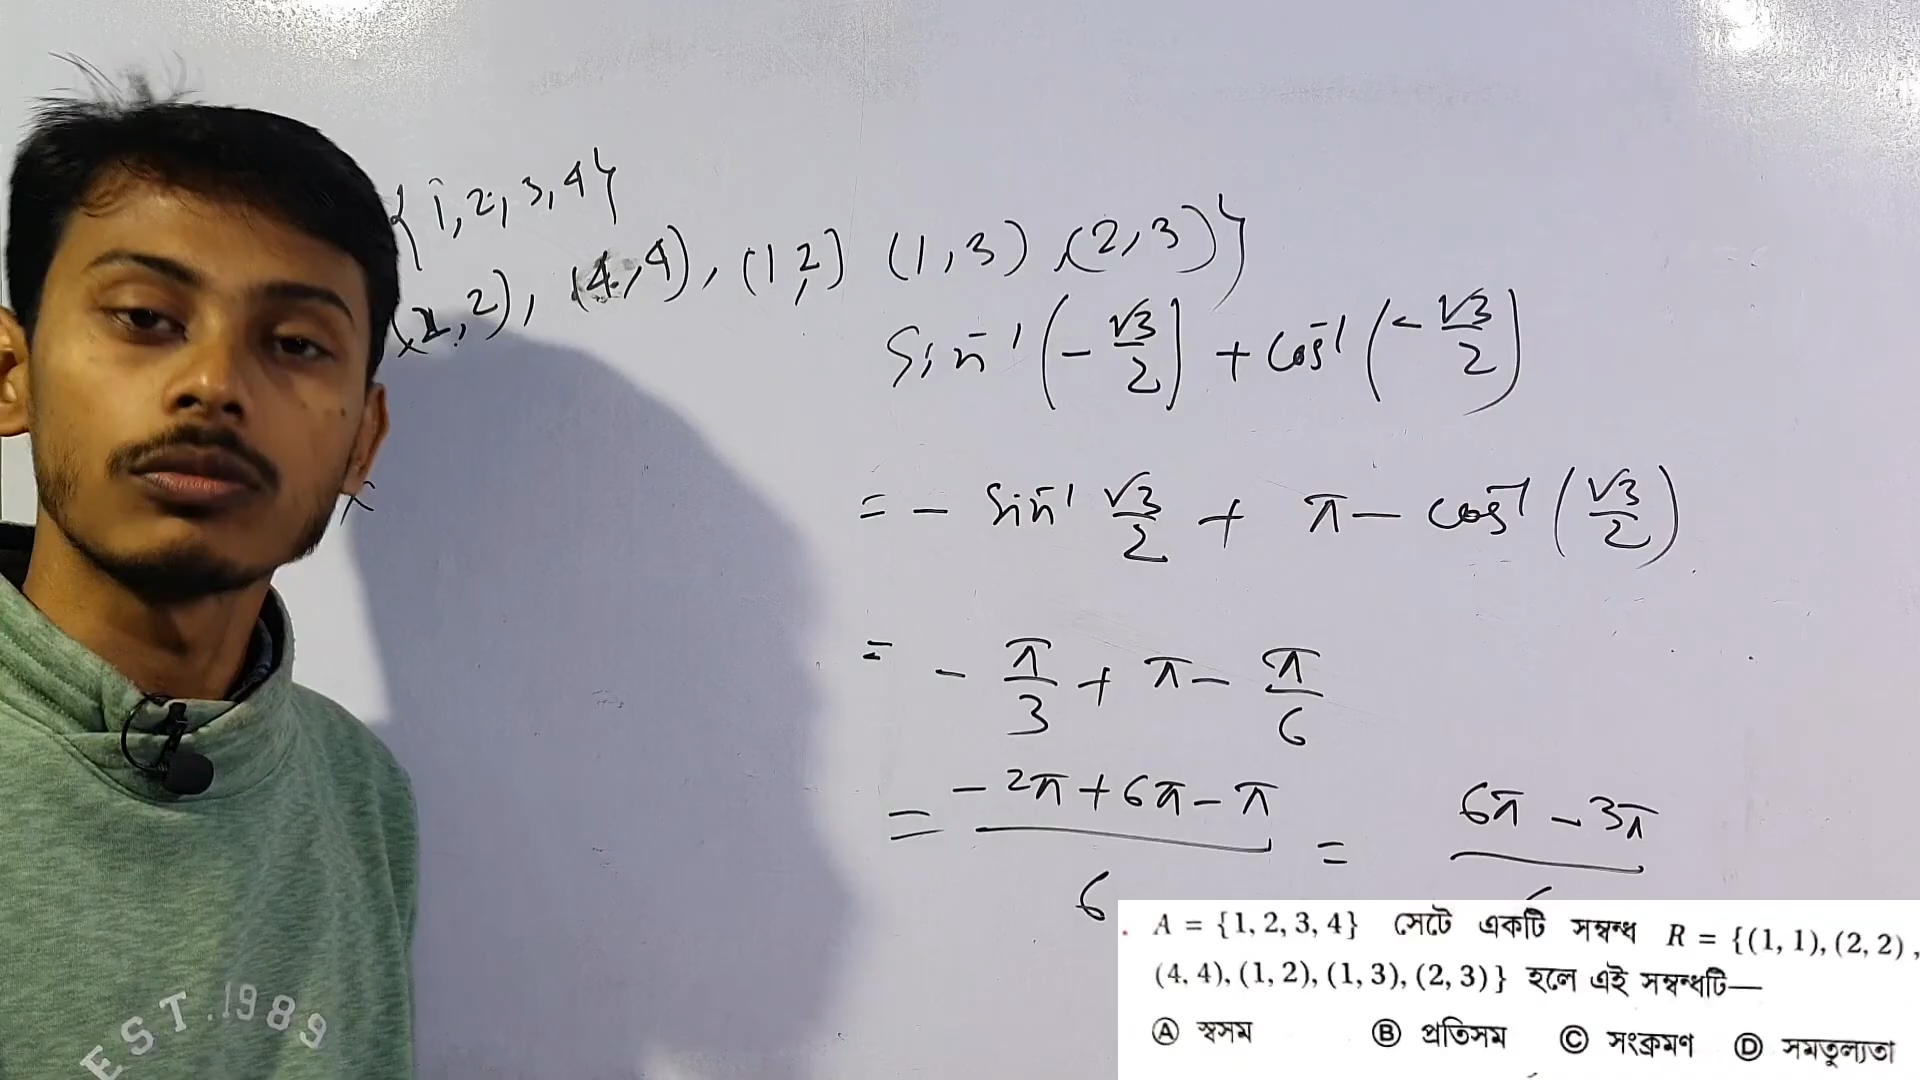 {1, 2, 3, 4}
(2, 2), (4, 4), (1, 2) (1, 3), (2, 3)}
sin⁻¹(-√3/2) + cos⁻¹(-√3/2)
= - sin⁻¹ √3/2 + π - cos⁻¹(√3/2)
= - π/3 + π - π/6
= (-2π + 6π - π)/6 = 6π - 3π
A = {1, 2, 3, 4} সেটে একটি সম্বন্ধ R = {(1, 1), (2, 2),
(4, 4), (1, 2), (1, 3), (2, 3)} হলে এই সম্বন্ধটি—
Ⓐ স্বসম Ⓑ প্রতিসম Ⓒ সংক্রমণ Ⓓ সমতুল্যতা
EST. 1989